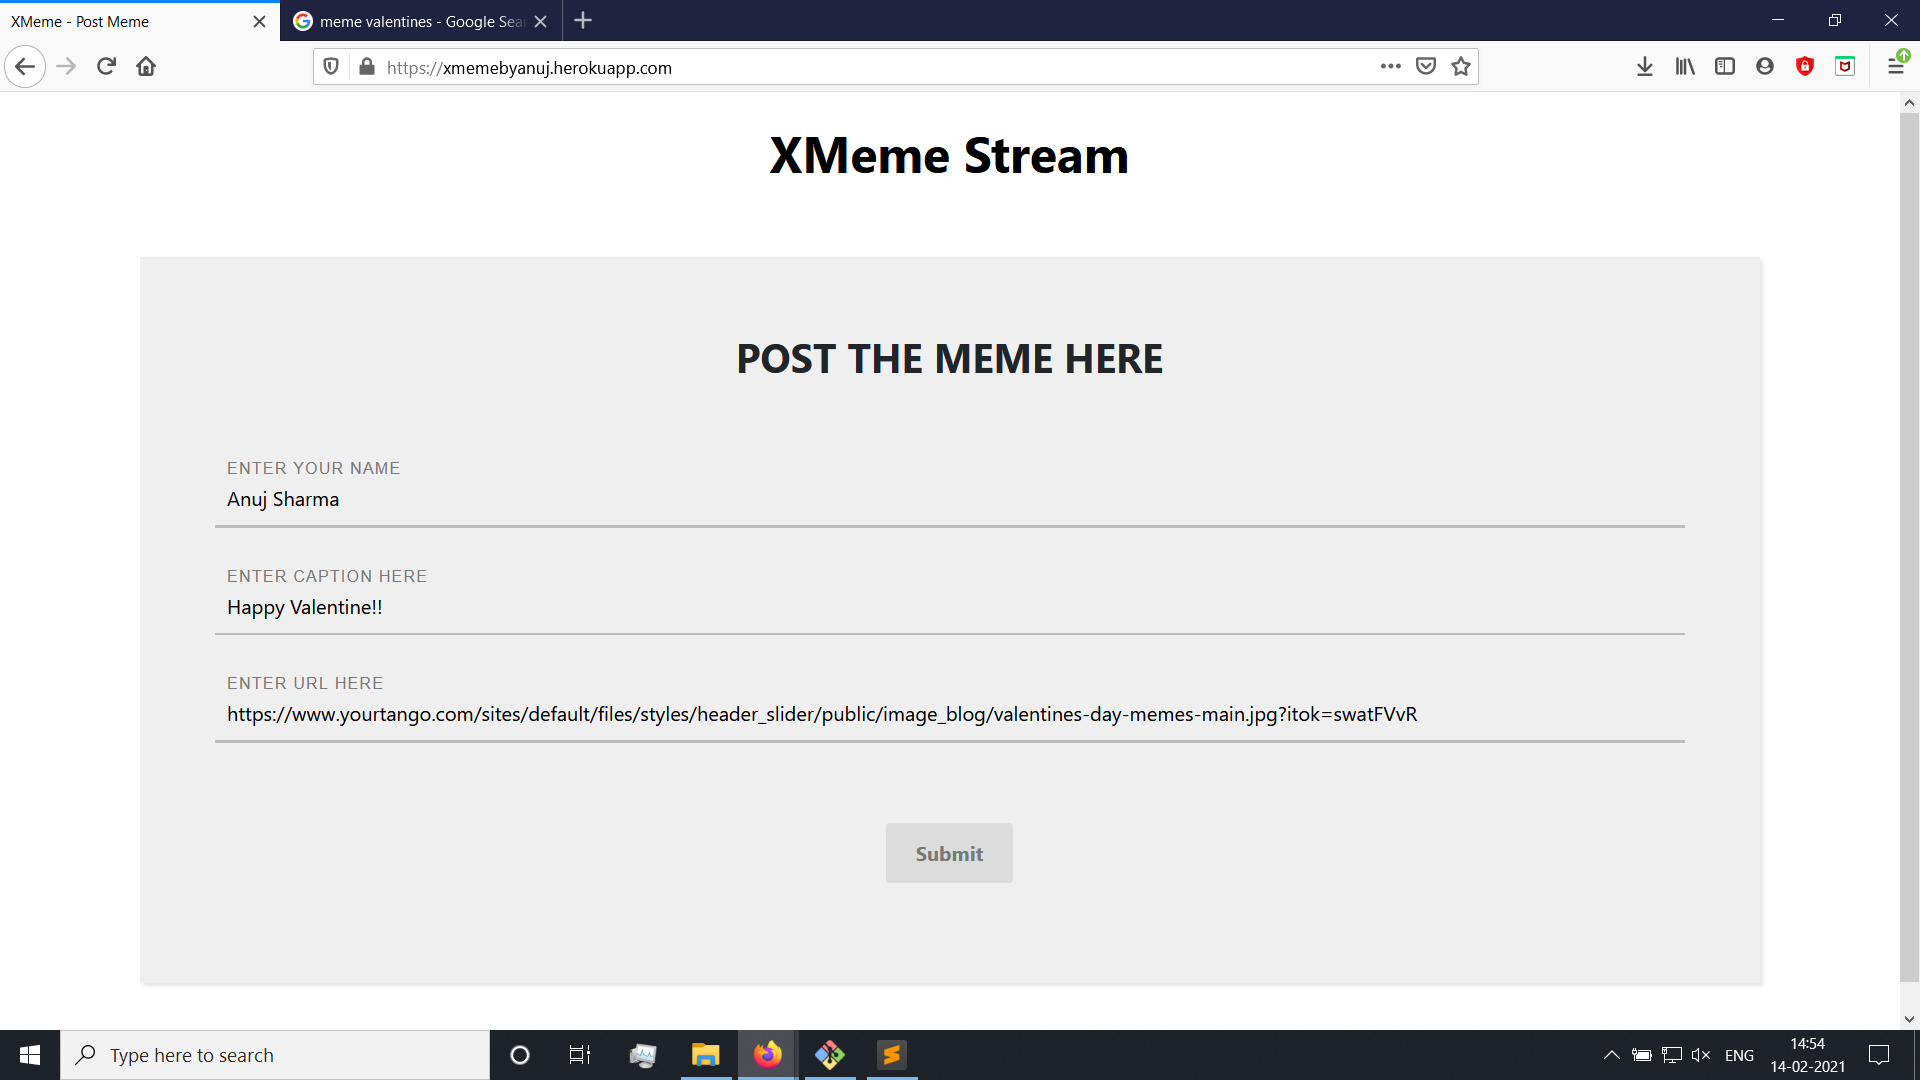 XMeme - Post Meme
meme valentines - Google Sea
https://xmemebyanuj.herokuapp.com
XMeme Stream
POST THE MEME HERE
ENTER YOUR NAME
Anuj Sharma
ENTER CAPTION HERE
Happy Valentine!!
ENTER URL HERE
https://www.yourtango.com/sites/default/files/styles/header_slider/public/image_blog/valentines-day-memes-main.jpg?itok=swatFVvR
Submit
Type here to search
ENG
14:54
14-02-2021